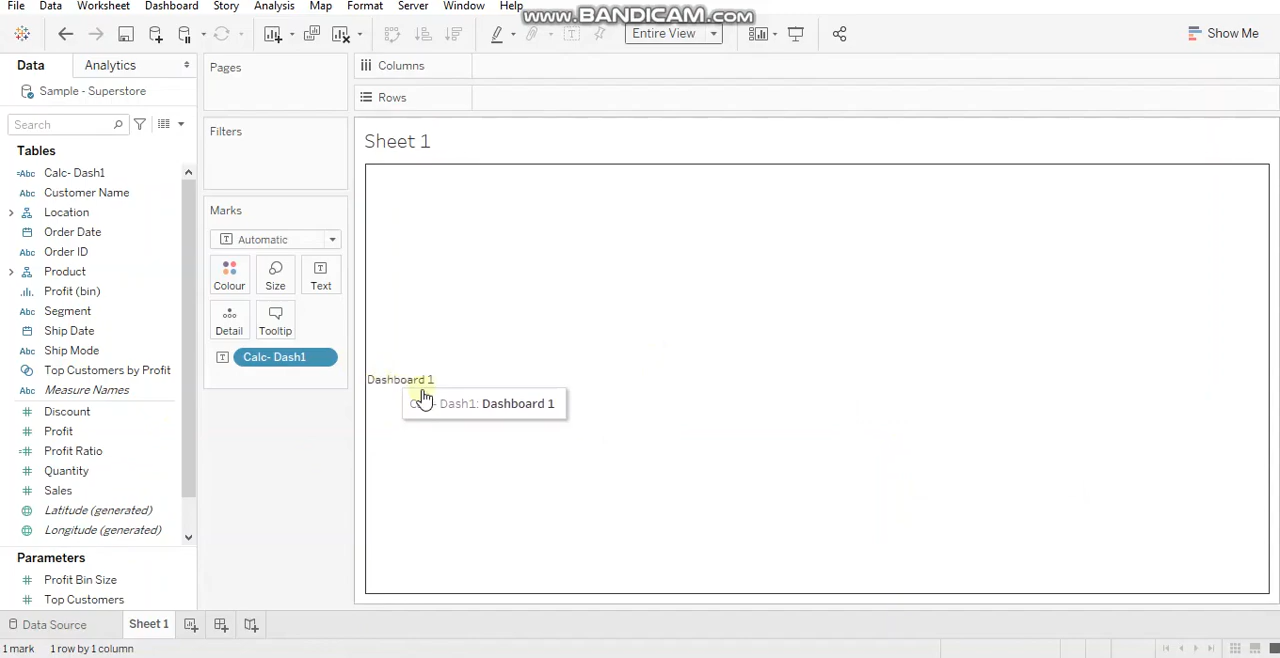 File Data Worksheet Dashboard Story Analysis Map Format Server Window Help
www.BANDICAM.com
Entire View
Show Me
Data Analytics
Pages
Columns
Sample - Superstore
Rows
Search
Filters
Sheet 1
Tables
Calc- Dash1
Customer Name
Location
Order Date
Order ID
Product
Profit (bin)
Segment
Ship Date
Ship Mode
Top Customers by Profit
Measure Names
Discount
Profit
Profit Ratio
Quantity
Sales
Latitude (generated)
Longitude (generated)
Parameters
Profit Bin Size
Top Customers
Marks
Automatic
Colour Size Text
Detail Tooltip
Calc- Dash1
Dashboard 1
Dash1: Dashboard 1
Data Source Sheet 1
1 mark 1 row by 1 column